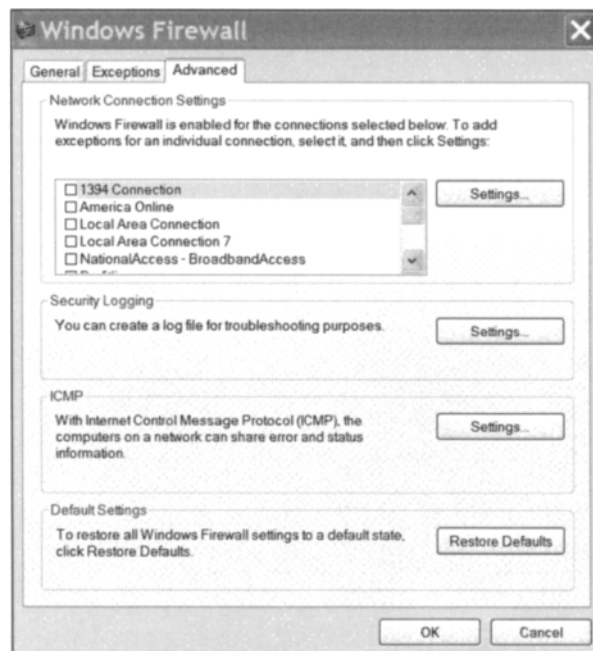 Windows Firewall
General Exceptions Advanced
Network Connection Settings
Windows Firewall is enabled for the connections selected below. To add
exceptions for an individual connection, select it, and then click Settings:
1394 Connection
America Online
Local Area Connection
Local Area Connection 7
NationalAccess - BroadbandAccess
Settings...
Security Logging
You can create a log file for troubleshooting purposes.
Settings...
ICMP
With Internet Control Message Protocol (ICMP), the
computers on a network can share error and status
information.
Settings...
Default Settings
To restore all Windows Firewall settings to a default state,
click Restore Defaults.
Restore Defaults
OK Cancel